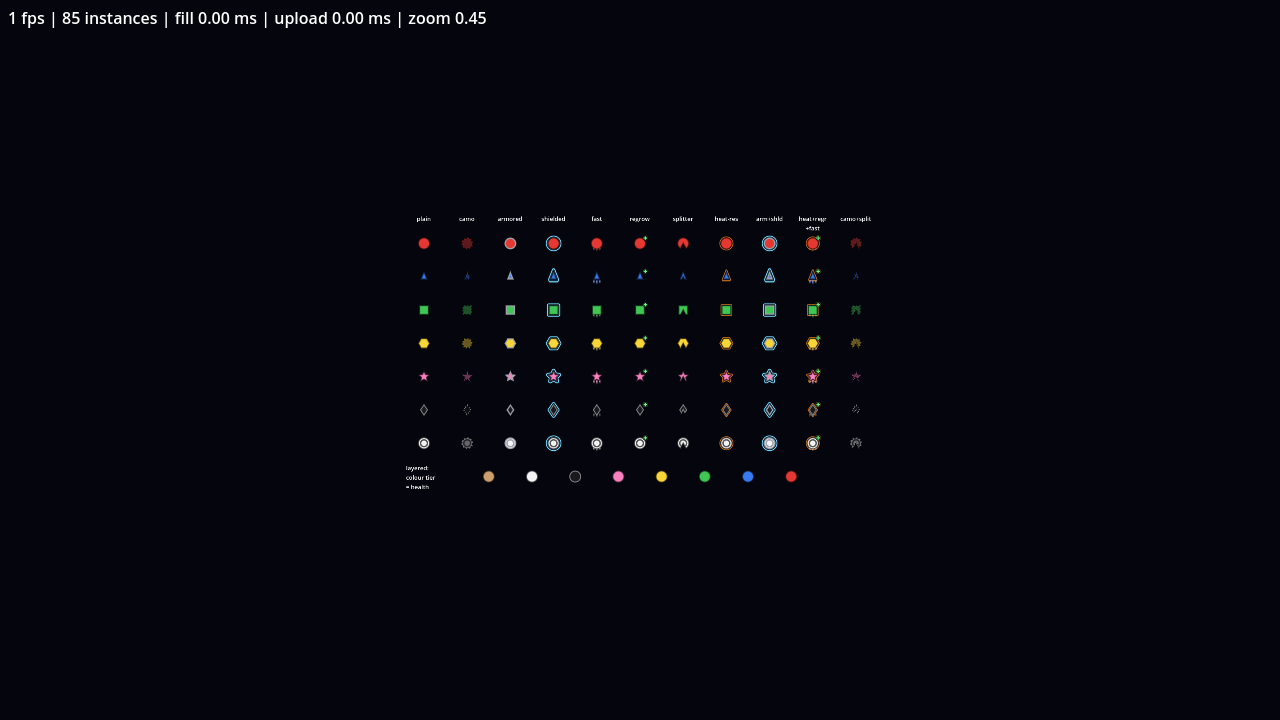 1 fps | 85 instances | fill 0.00 ms | upload 0.00 ms | zoom 0.45
plain camo armored shielded fast regrow splitter heat-res arm+shld heat+regr camo+split
+fast
layered:
colour tier
= health